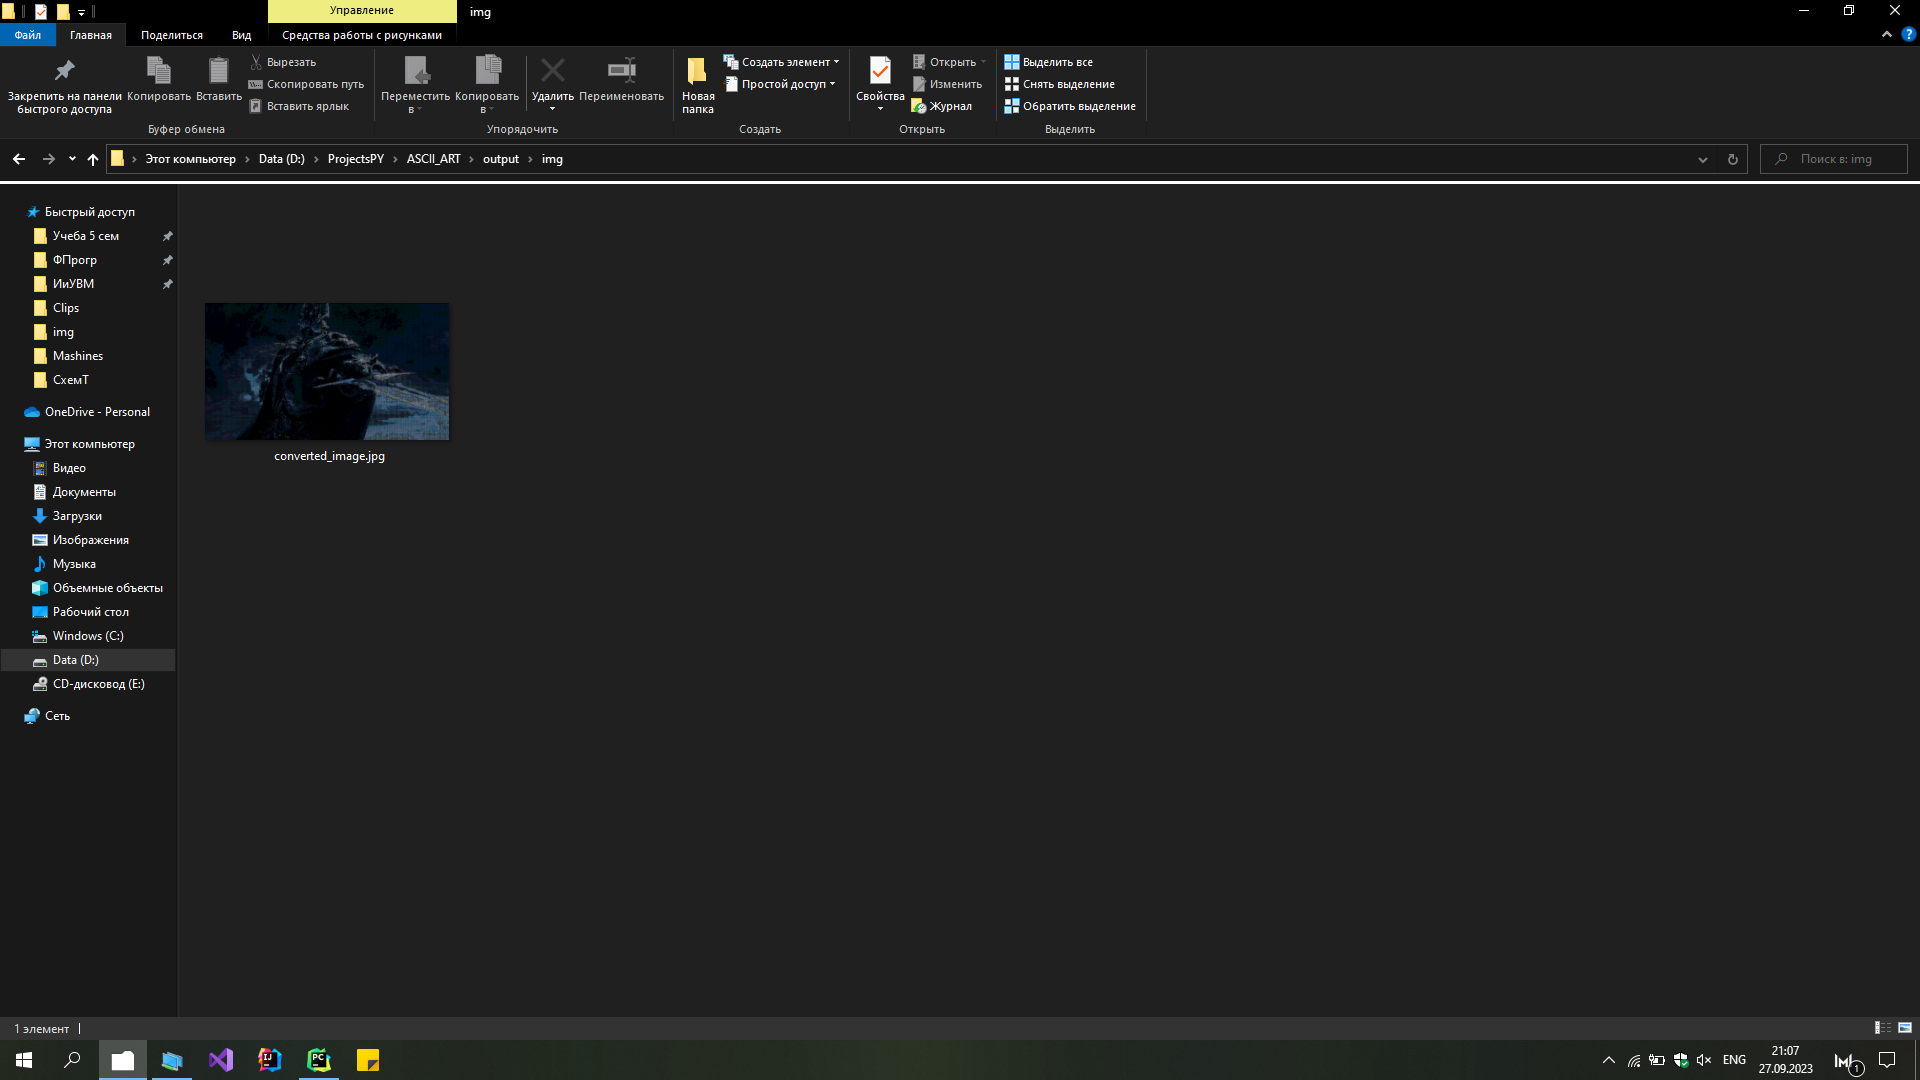 Управление
img
Файл
Главная
Поделиться
Вид
Средства работы с рисунками
Закрепить на панели
быстрого доступа
Копировать
Вставить
Вырезать
Скопировать путь
Вставить ярлык
Буфер обмена
Переместить
в
Копировать
в
Удалить
Переименовать
Упорядочить
Новая
папка
Создать элемент
Простой доступ
Создать
Свойства
Открыть
Изменить
Журнал
Открыть
Выделить все
Снять выделение
Обратить выделение
Выделить
Этот компьютер
Data (D:)
ProjectsPY
ASCII_ART
output
img
Поиск в: img
Быстрый доступ
Учеба 5 сем
ФПрогр
ИиУВМ
Clips
img
Mashines
СхемТ
OneDrive - Personal
Этот компьютер
Видео
Документы
Загрузки
Изображения
Музыка
Объемные объекты
Рабочий стол
Windows (C:)
Data (D:)
CD-дисковод (E:)
Сеть
converted_image.jpg
1 элемент
IJ
PC
ENG
21:07
27.09.2023
1